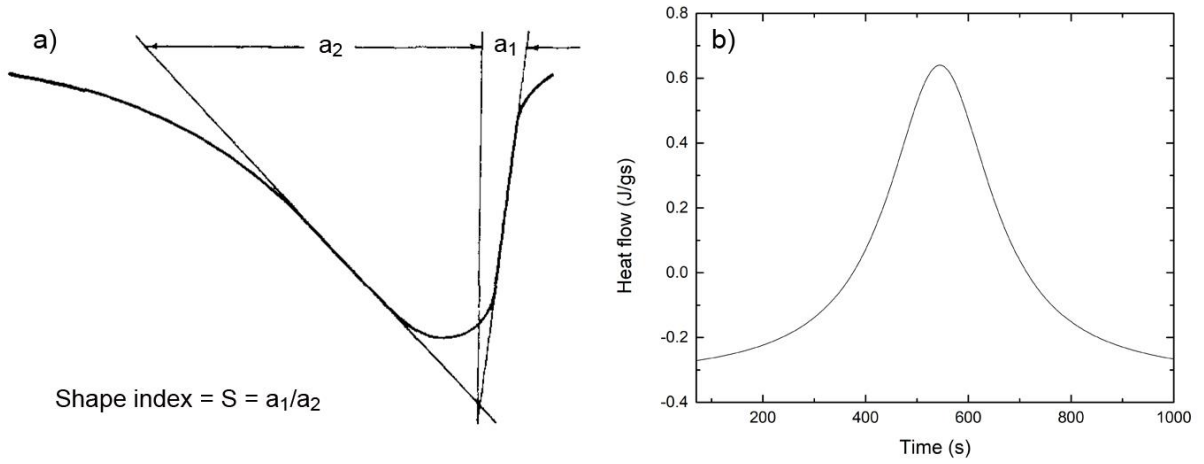 a)
a₂
a₁
Shape index = S = a₁/a₂
b)
Heat flow (J/gs)
0.8
0.6
0.4
0.2
0.0
-0.2
-0.4
200
400
600
800
1000
Time (s)